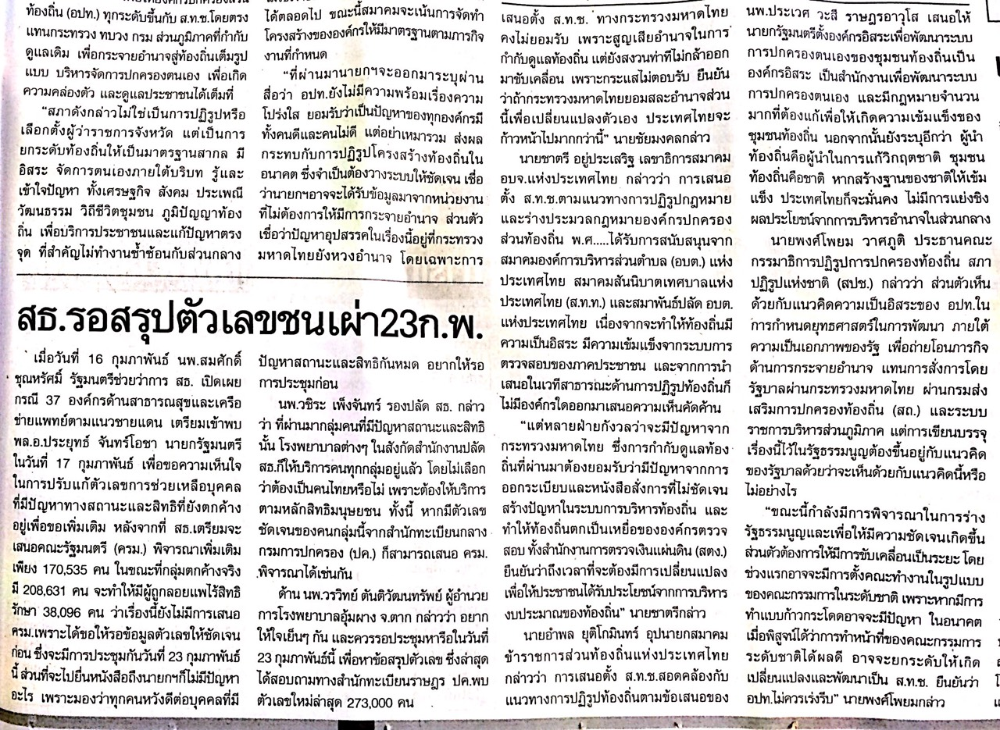 ท้องถิ่น (อปท.) ทุกระดับขึ้นกับ ส.ท.ช.โดยตรง
แทนกระทรวง ทบวง กรม ส่วนภูมิภาคที่กำกับ
ดูแลเดิม เพื่อกระจายอำนาจสู่ท้องถิ่นเต็มรูป
แบบ บริหารจัดการปกครองตนเอง เพื่อเกิด
ความคล่องตัว และดูแลประชาชนได้เต็มที่
“สภาดังกล่าวไม่ใช่เป็นการปฏิรูปหรือ
เลือกตั้งผู้ว่าราชการจังหวัด แต่เป็นการ
ยกระดับท้องถิ่นให้เป็นมาตรฐานสากล มี
อิสระ จัดการตนเองภายใต้บริบท รู้และ
เข้าใจปัญหา ทั้งเศรษฐกิจ สังคม ประเพณี
วัฒนธรรม วิถีชีวิตชุมชน ภูมิปัญญาท้อง
ถิ่น เพื่อบริการประชาชนและแก้ปัญหาตรง
จุด ที่สำคัญไม่ทำงานซ้ำซ้อนกับส่วนกลาง
ได้ตลอดไป ขณะนี้สมาคมจะเน้นการจัดทำ
โครงสร้างขององค์กรให้มีมาตรฐานตามภารกิจ
งานที่กำหนด
“ที่ผ่านมานายกฯจะออกมาระบุผ่าน
สื่อว่า อปท.ยังไม่มีความพร้อมเรื่องความ
โปร่งใส ยอมรับว่าเป็นปัญหาของทุกองค์กรมี
ทั้งคนดีและคนไม่ดี แต่อย่าเหมารวม ส่งผล
กระทบกับการปฏิรูปโครงสร้างท้องถิ่นใน
อนาคต ซึ่งจำเป็นต้องวางระบบให้ชัดเจน เชื่อ
ว่านายกฯอาจจะได้รับข้อมูลมาจากหน่วยงาน
ที่ไม่ต้องการให้มีการกระจายอำนาจ ส่วนตัว
เชื่อว่าปัญหาอุปสรรคในเรื่องนี้อยู่ที่กระทรวง
มหาดไทยยังหวงอำนาจ โดยเฉพาะการ
เสนอตั้ง ส.ท.ช. ทางกระทรวงมหาดไทย
คงไม่ยอมรับ เพราะสูญเสียอำนาจในการ
กำกับดูแลท้องถิ่น แต่ยังสงวนท่าทีไม่กล้าออก
มาขับเคลื่อน เพราะกระแสไม่ตอบรับ ยืนยัน
ว่าถ้ากระทรวงมหาดไทยยอมสละอำนาจส่วน
นี้เพื่อเปลี่ยนแปลงตัวเอง ประเทศไทยจะ
ก้าวหน้าไปมากกว่านี้” นายชัยมงคลกล่าว
นายชาตรี อยู่ประเสริฐ เลขาธิการสมาคม
อบจ.แห่งประเทศไทย กล่าวว่า การเสนอ
ตั้ง ส.ท.ช.ตามแนวทางการปฏิรูปกฎหมาย
และร่างประมวลกฎหมายองค์กรปกครอง
ส่วนท้องถิ่น พ.ศ.....ได้รับการสนับสนุนจาก
สมาคมองค์การบริหารส่วนตำบล (อบต.) แห่ง
ประเทศไทย สมาคมสันนิบาตเทศบาลแห่ง
ประเทศไทย (ส.ท.ท.) และสมาพันธ์ปลัด อบต.
แห่งประเทศไทย เนื่องจากจะทำให้ท้องถิ่นมี
ความเป็นอิสระ มีความเข้มแข็งจากระบบการ
ตรวจสอบของภาคประชาชน และจากการนำ
เสนอในเวทีสาธารณะด้านการปฏิรูปท้องถิ่นก็
ไม่มีองค์กรใดออกมาเสนอความเห็นคัดค้าน
“แต่หลายฝ่ายกังวลว่าจะมีปัญหาจาก
กระทรวงมหาดไทย ซึ่งการกำกับดูแลท้อง
ถิ่นที่ผ่านมาต้องยอมรับว่ามีปัญหาจากการ
ออกระเบียบและหนังสือสั่งการที่ไม่ชัดเจน
สร้างปัญหาในระบบการบริหารท้องถิ่น และ
ทำให้ท้องถิ่นตกเป็นเหยื่อขององค์กรตรวจ
สอบ ทั้งสำนักงานการตรวจเงินแผ่นดิน (สตง.)
ยืนยันว่าถึงเวลาที่จะต้องมีการเปลี่ยนแปลง
เพื่อให้ประชาชนได้รับประโยชน์จากการบริหาร
งบประมาณของท้องถิ่น” นายชาตรีกล่าว
นายอำพล ยุติโกมินทร์ อุปนายกสมาคม
ข้าราชการส่วนท้องถิ่นแห่งประเทศไทย
กล่าวว่า การเสนอตั้ง ส.ท.ช.สอดคล้องกับ
แนวทางการปฏิรูปท้องถิ่นตามข้อเสนอของ
นพ.ประเวศ วะสี ราษฎรอาวุโส เสนอให้
นายกรัฐมนตรีตั้งองค์กรอิสระเพื่อพัฒนาระบบ
การปกครองตนเองของชุมชนท้องถิ่นเป็น
องค์กรอิสระ เป็นสำนักงานเพื่อพัฒนาระบบ
การปกครองตนเอง และมีกฎหมายจำนวน
มากที่ต้องแก้เพื่อให้เกิดความเข้มแข็งของ
ชุมชนท้องถิ่น นอกจากนั้นยังระบุอีกว่า ผู้นำ
ท้องถิ่นคือผู้นำในการแก้วิกฤตชาติ ชุมชน
ท้องถิ่นคือชาติ หากสร้างฐานของชาติให้เข้ม
แข็ง ประเทศไทยก็จะมั่นคง ไม่มีการแย่งชิง
ผลประโยชน์จากการบริหารอำนาจในส่วนกลาง
นายพงศ์โพยม วาศภูติ ประธานคณะ
กรรมาธิการปฏิรูปการปกครองท้องถิ่น สภา
ปฏิรูปแห่งชาติ (สปช.) กล่าวว่า ส่วนตัวเห็น
ด้วยกับแนวคิดความเป็นอิสระของ อปท.ใน
การกำหนดยุทธศาสตร์ในการพัฒนา ภายใต้
ความเป็นเอกภาพของรัฐ เพื่อถ่ายโอนภารกิจ
ด้านการกระจายอำนาจ แทนการสั่งการโดย
รัฐบาลผ่านกระทรวงมหาดไทย ผ่านกรมส่ง
เสริมการปกครองท้องถิ่น (สถ.) และระบบ
ราชการบริหารส่วนภูมิภาค แต่การเขียนบรรจุ
เรื่องนี้ไว้ในรัฐธรรมนูญต้องขึ้นอยู่กับแนวคิด
ของรัฐบาลด้วยว่าจะเห็นด้วยกับแนวคิดนี้หรือ
ไม่อย่างไร
“ขณะนี้กำลังมีการพิจารณาในการร่าง
รัฐธรรมนูญและเพื่อให้มีความชัดเจนเกิดขึ้น
ส่วนตัวต้องการให้มีการขับเคลื่อนเป็นระยะ โดย
ช่วงแรกอาจจะมีการตั้งคณะทำงานในรูปแบบ
ของคณะกรรมการในระดับชาติ เพราะหากมีการ
ทำแบบก้าวกระโดดอาจจะมีปัญหา ในอนาคต
เมื่อพิสูจน์ได้ว่าการทำหน้าที่ของคณะกรรมการ
ระดับชาติได้ผลดี อาจจะยกระดับให้เกิด
เปลี่ยนแปลงและพัฒนาเป็น ส.ท.ช. ยืนยันว่า
อปท.ไม่ควรเร่งรีบ” นายพงศ์โพยมกล่าว
สธ.รอสรุปตัวเลขชนเผ่า23ก.พ.
เมื่อวันที่ 16 กุมภาพันธ์ นพ.สมศักดิ์
ชุณหรัศมิ์ รัฐมนตรีช่วยว่าการ สธ. เปิดเผย
กรณี 37 องค์กรด้านสาธารณสุขและเครือ
ข่ายแพทย์ตามแนวชายแดน เตรียมเข้าพบ
พล.อ.ประยุทธ์ จันทร์โอชา นายกรัฐมนตรี
ในวันที่ 17 กุมภาพันธ์ เพื่อขอความเห็นใจ
ในการปรับแก้ตัวเลขการช่วยเหลือบุคคล
ที่มีปัญหาทางสถานะและสิทธิที่ยังตกค้าง
อยู่เพื่อขอเพิ่มเติม หลังจากที่ สธ.เตรียมจะ
เสนอคณะรัฐมนตรี (ครม.) พิจารณาเพิ่มเติม
เพียง 170,535 คน ในขณะที่กลุ่มตกค้างจริง
มี 208,631 คน จะทำให้มีผู้ถูกลอยแพไร้สิทธิ
รักษา 38,096 คน ว่าเรื่องนี้ยังไม่มีการเสนอ
ครม.เพราะได้ขอให้รอข้อมูลตัวเลขให้ชัดเจน
ก่อน ซึ่งจะมีการประชุมกันวันที่ 23 กุมภาพันธ์
นี้ ส่วนที่จะไปยื่นหนังสือถึงนายกฯก็ไม่มีปัญหา
อะไร เพราะมองว่าทุกคนหวังดีต่อบุคคลที่มี
ปัญหาสถานะและสิทธิกันหมด อยากให้รอ
การประชุมก่อน
นพ.วชิระ เพ็งจันทร์ รองปลัด สธ. กล่าว
ว่า ที่ผ่านมากลุ่มคนที่มีปัญหาสถานะและสิทธิ
นั้น โรงพยาบาลต่างๆ ในสังกัดสำนักงานปลัด
สธ.ก็ให้บริการคนทุกกลุ่มอยู่แล้ว โดยไม่เลือก
ว่าต้องเป็นคนไทยหรือไม่ เพราะต้องให้บริการ
ตามหลักสิทธิมนุษยชน ทั้งนี้ หากมีตัวเลข
ชัดเจนของคนกลุ่มนี้จากสำนักทะเบียนกลาง
กรมการปกครอง (ปค.) ก็สามารถเสนอ ครม.
พิจารณาได้เช่นกัน
ด้าน นพ.วรวิทย์ ตันติวัฒนทรัพย์ ผู้อำนวย
การโรงพยาบาลอุ้มผาง จ.ตาก กล่าวว่า อยาก
ให้ใจเย็นๆ กัน และควรรอประชุมหารือในวันที่
23 กุมภาพันธ์นี้ เพื่อหาข้อสรุปตัวเลข ซึ่งล่าสุด
ได้สอบถามทางสำนักทะเบียนราษฎร ปค.พบ
ตัวเลขใหม่ล่าสุด 273,000 คน